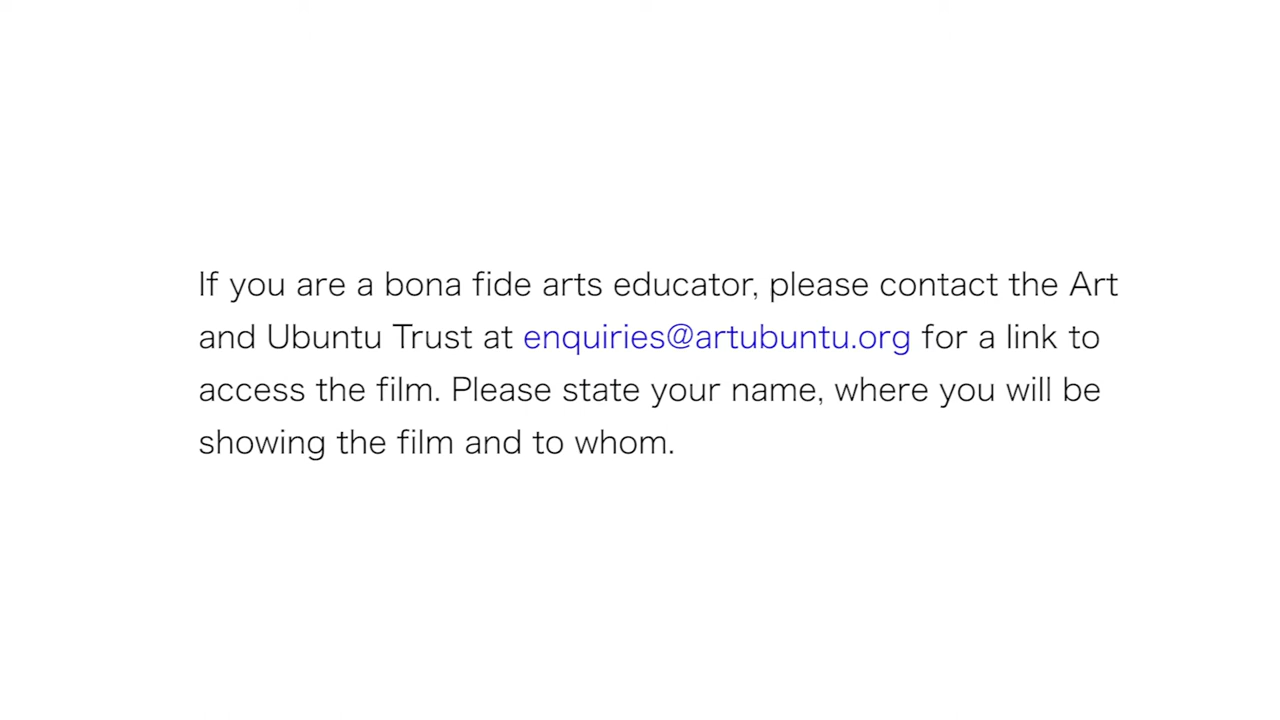 If you are a bona fide arts educator, please contact the Art
and Ubuntu Trust at enquiries@artubuntu.org for a link to
access the film. Please state your name, where you will be
showing the film and to whom.